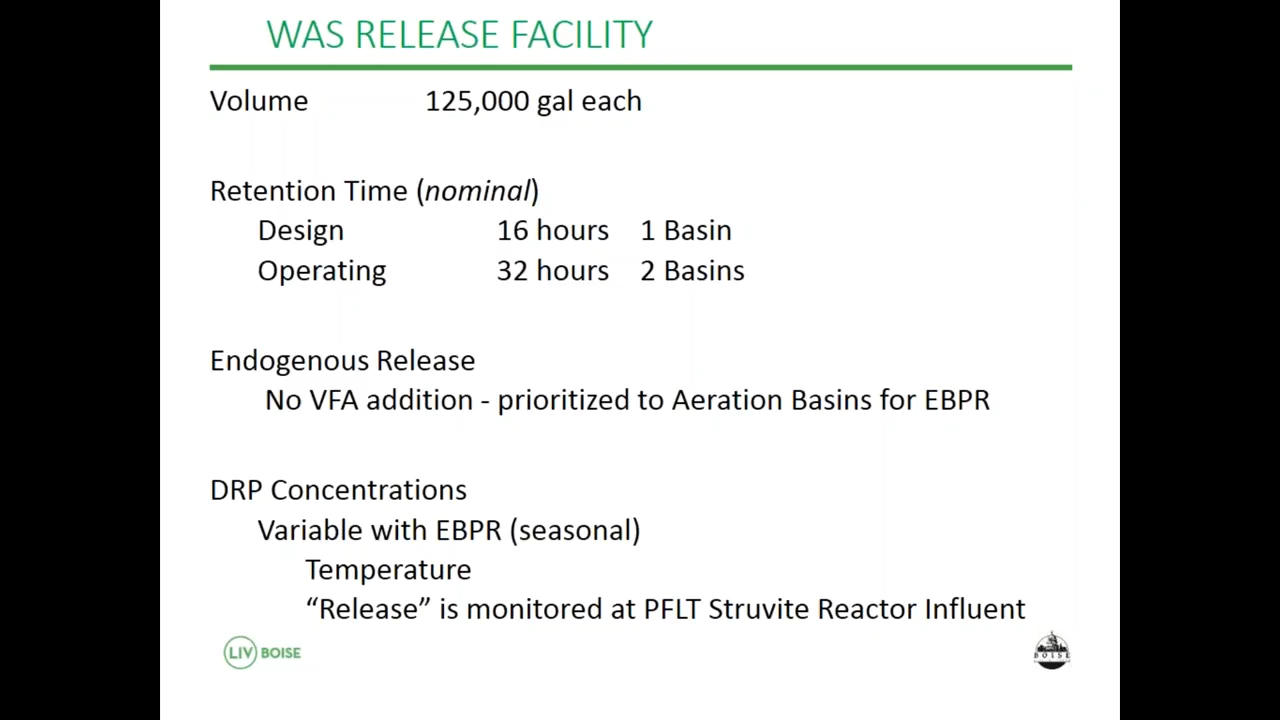 WAS RELEASE FACILITY
Volume 125,000 gal each
Retention Time (nominal)
Design 16 hours 1 Basin
Operating 32 hours 2 Basins
Endogenous Release
No VFA addition - prioritized to Aeration Basins for EBPR
DRP Concentrations
Variable with EBPR (seasonal)
Temperature
“Release” is monitored at PFLT Struvite Reactor Influent
LIV BOISE
BOISE